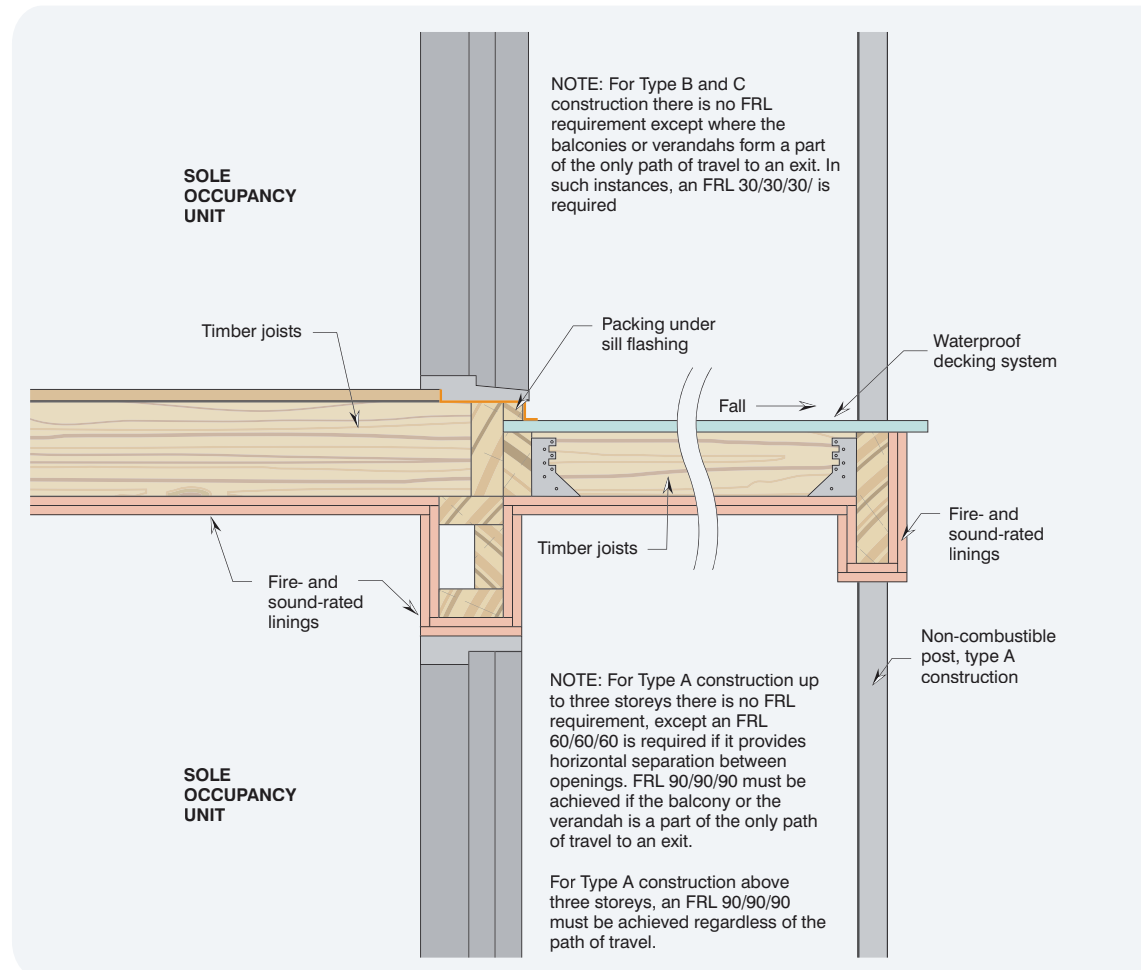 NOTE: For Type B and C
construction there is no FRL
requirement except where the
balconies or verandahs form a part
of the only path of travel to an exit. In
such instances, an FRL 30/30/30/ is
required
SOLE
OCCUPANCY
UNIT
Timber joists
Packing under
sill flashing
Waterproof
decking system
Fall
Timber joists
Fire- and
sound-rated
linings
Fire- and
sound-rated
linings
Non-combustible
post, type A
construction
NOTE: For Type A construction up
to three storeys there is no FRL
requirement, except an FRL
60/60/60 is required if it provides
horizontal separation between
openings. FRL 90/90/90 must be
achieved if the balcony or the
verandah is a part of the only path
of travel to an exit.
For Type A construction above
three storeys, an FRL 90/90/90
must be achieved regardless of the
path of travel.
SOLE
OCCUPANCY
UNIT